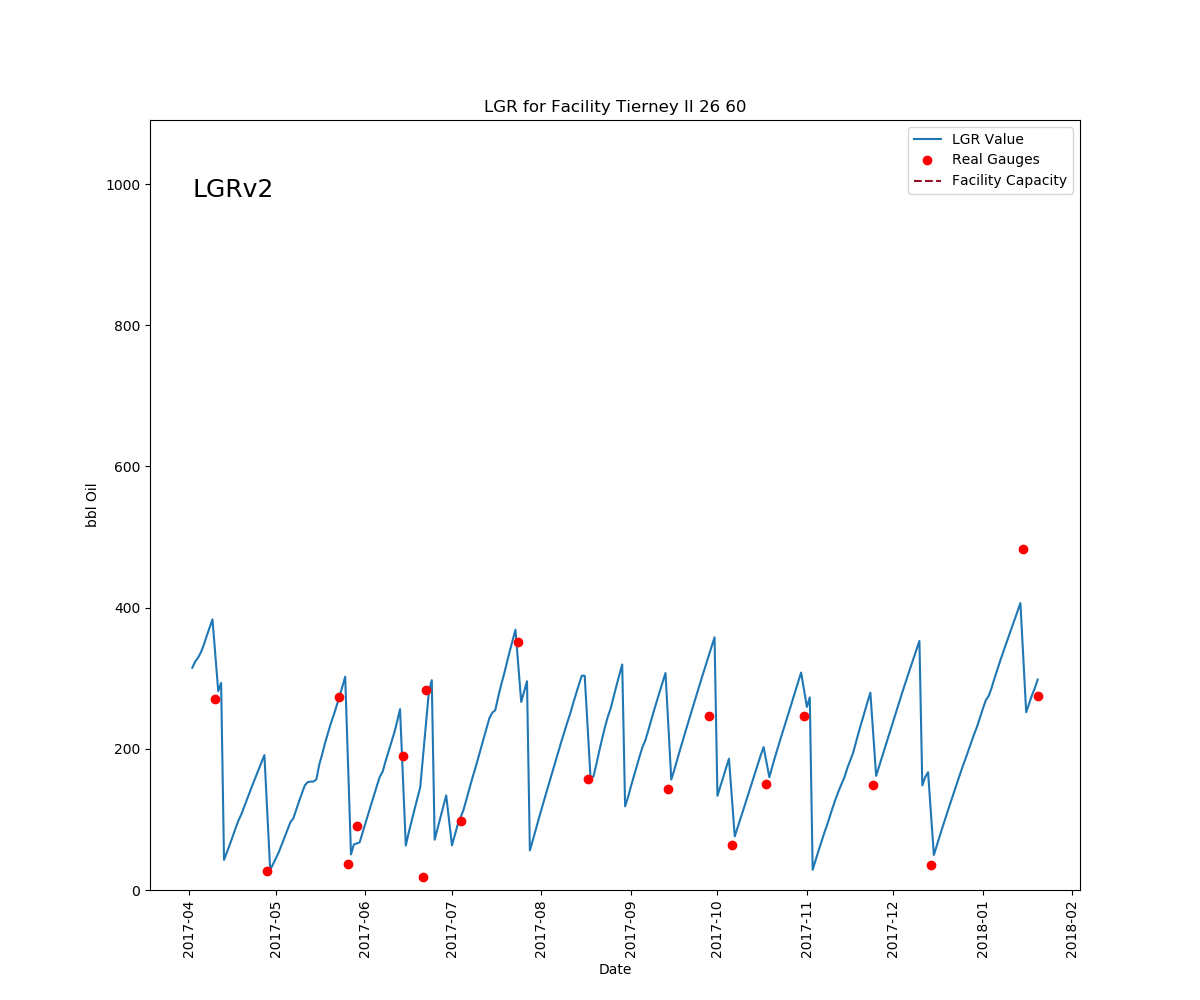 LGR for Facility Tierney II 26 60
LGRv2
LGR Value
Real Gauges
Facility Capacity
1000
800
600
400
200
0
bbl Oil
2017-04
2017-05
2017-06
2017-07
2017-08
2017-09
2017-10
2017-11
2017-12
2018-01
2018-02
Date